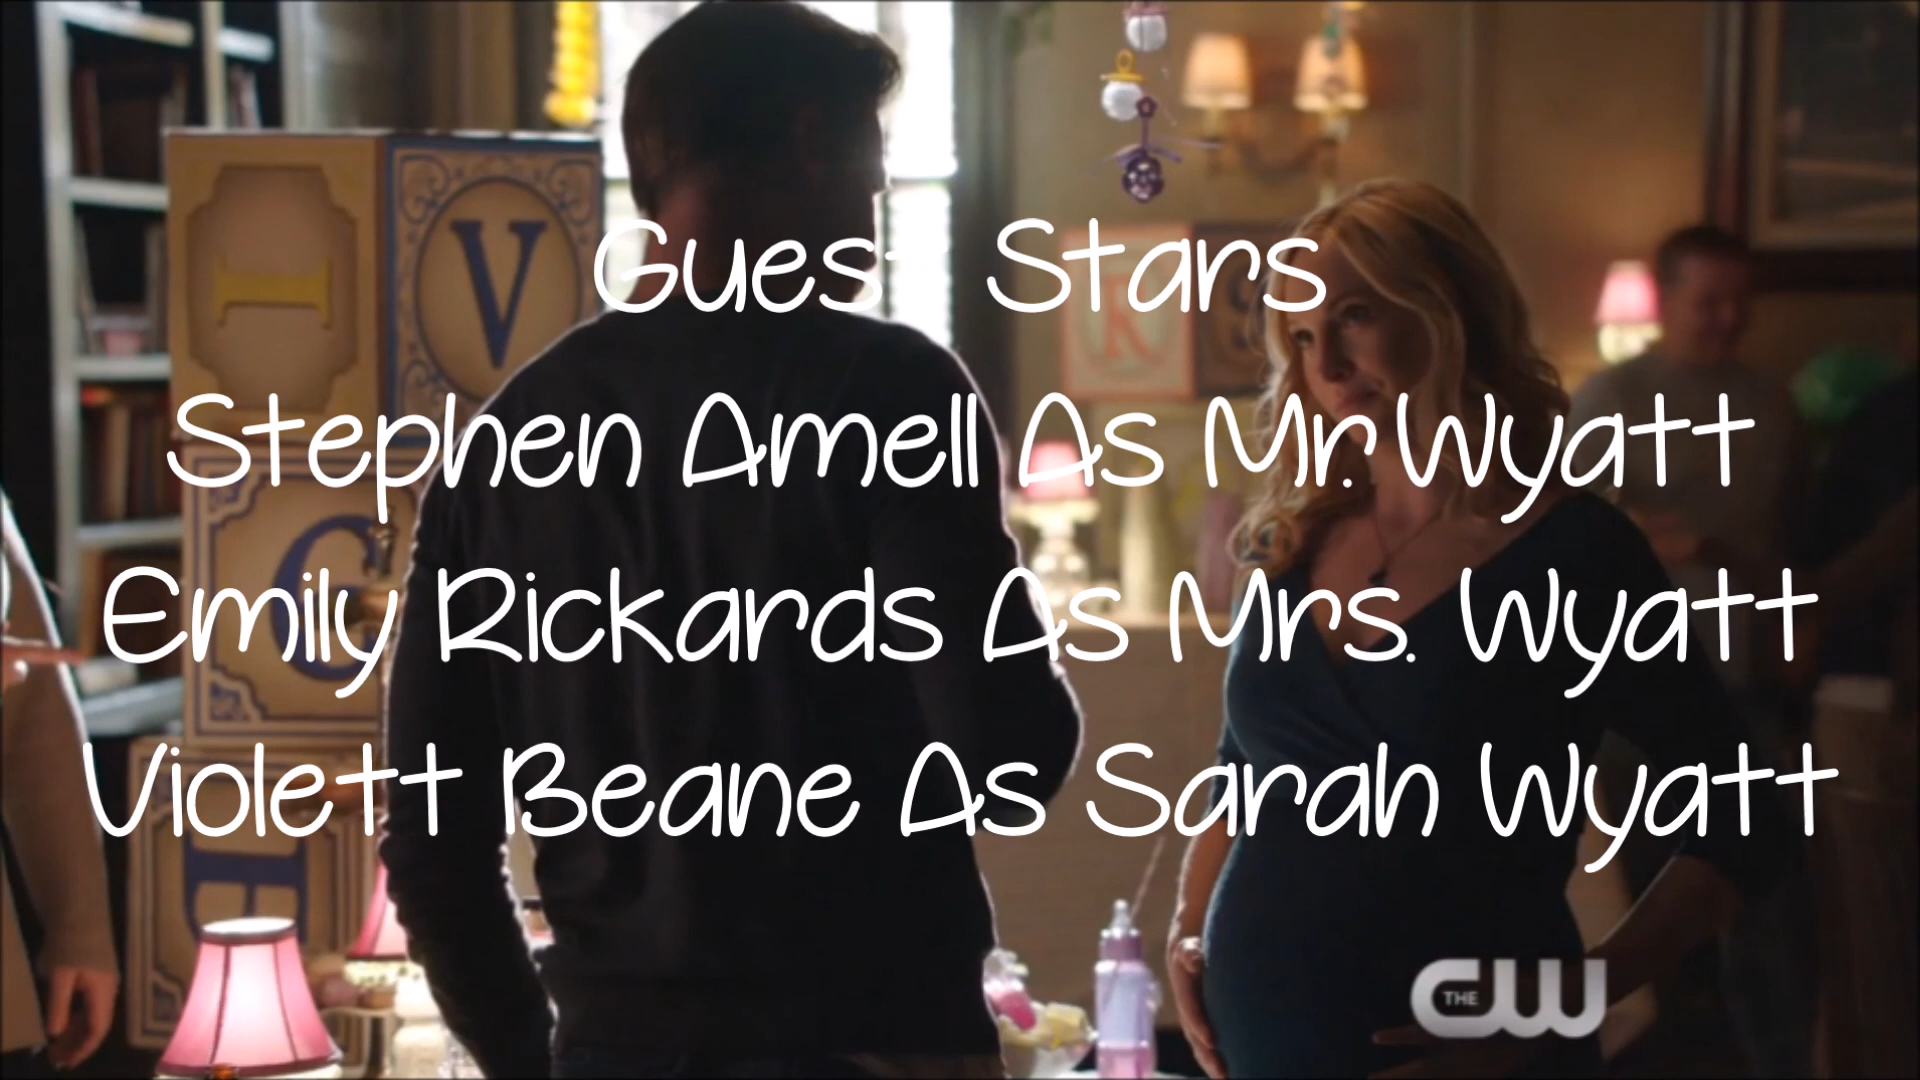 Guest Stars
Stephen Amell As Mr. Wyatt
Emily Rickards As Mrs. Wyatt
Violett Beane As Sarah Wyatt
I V
R S
G
H
THE CW